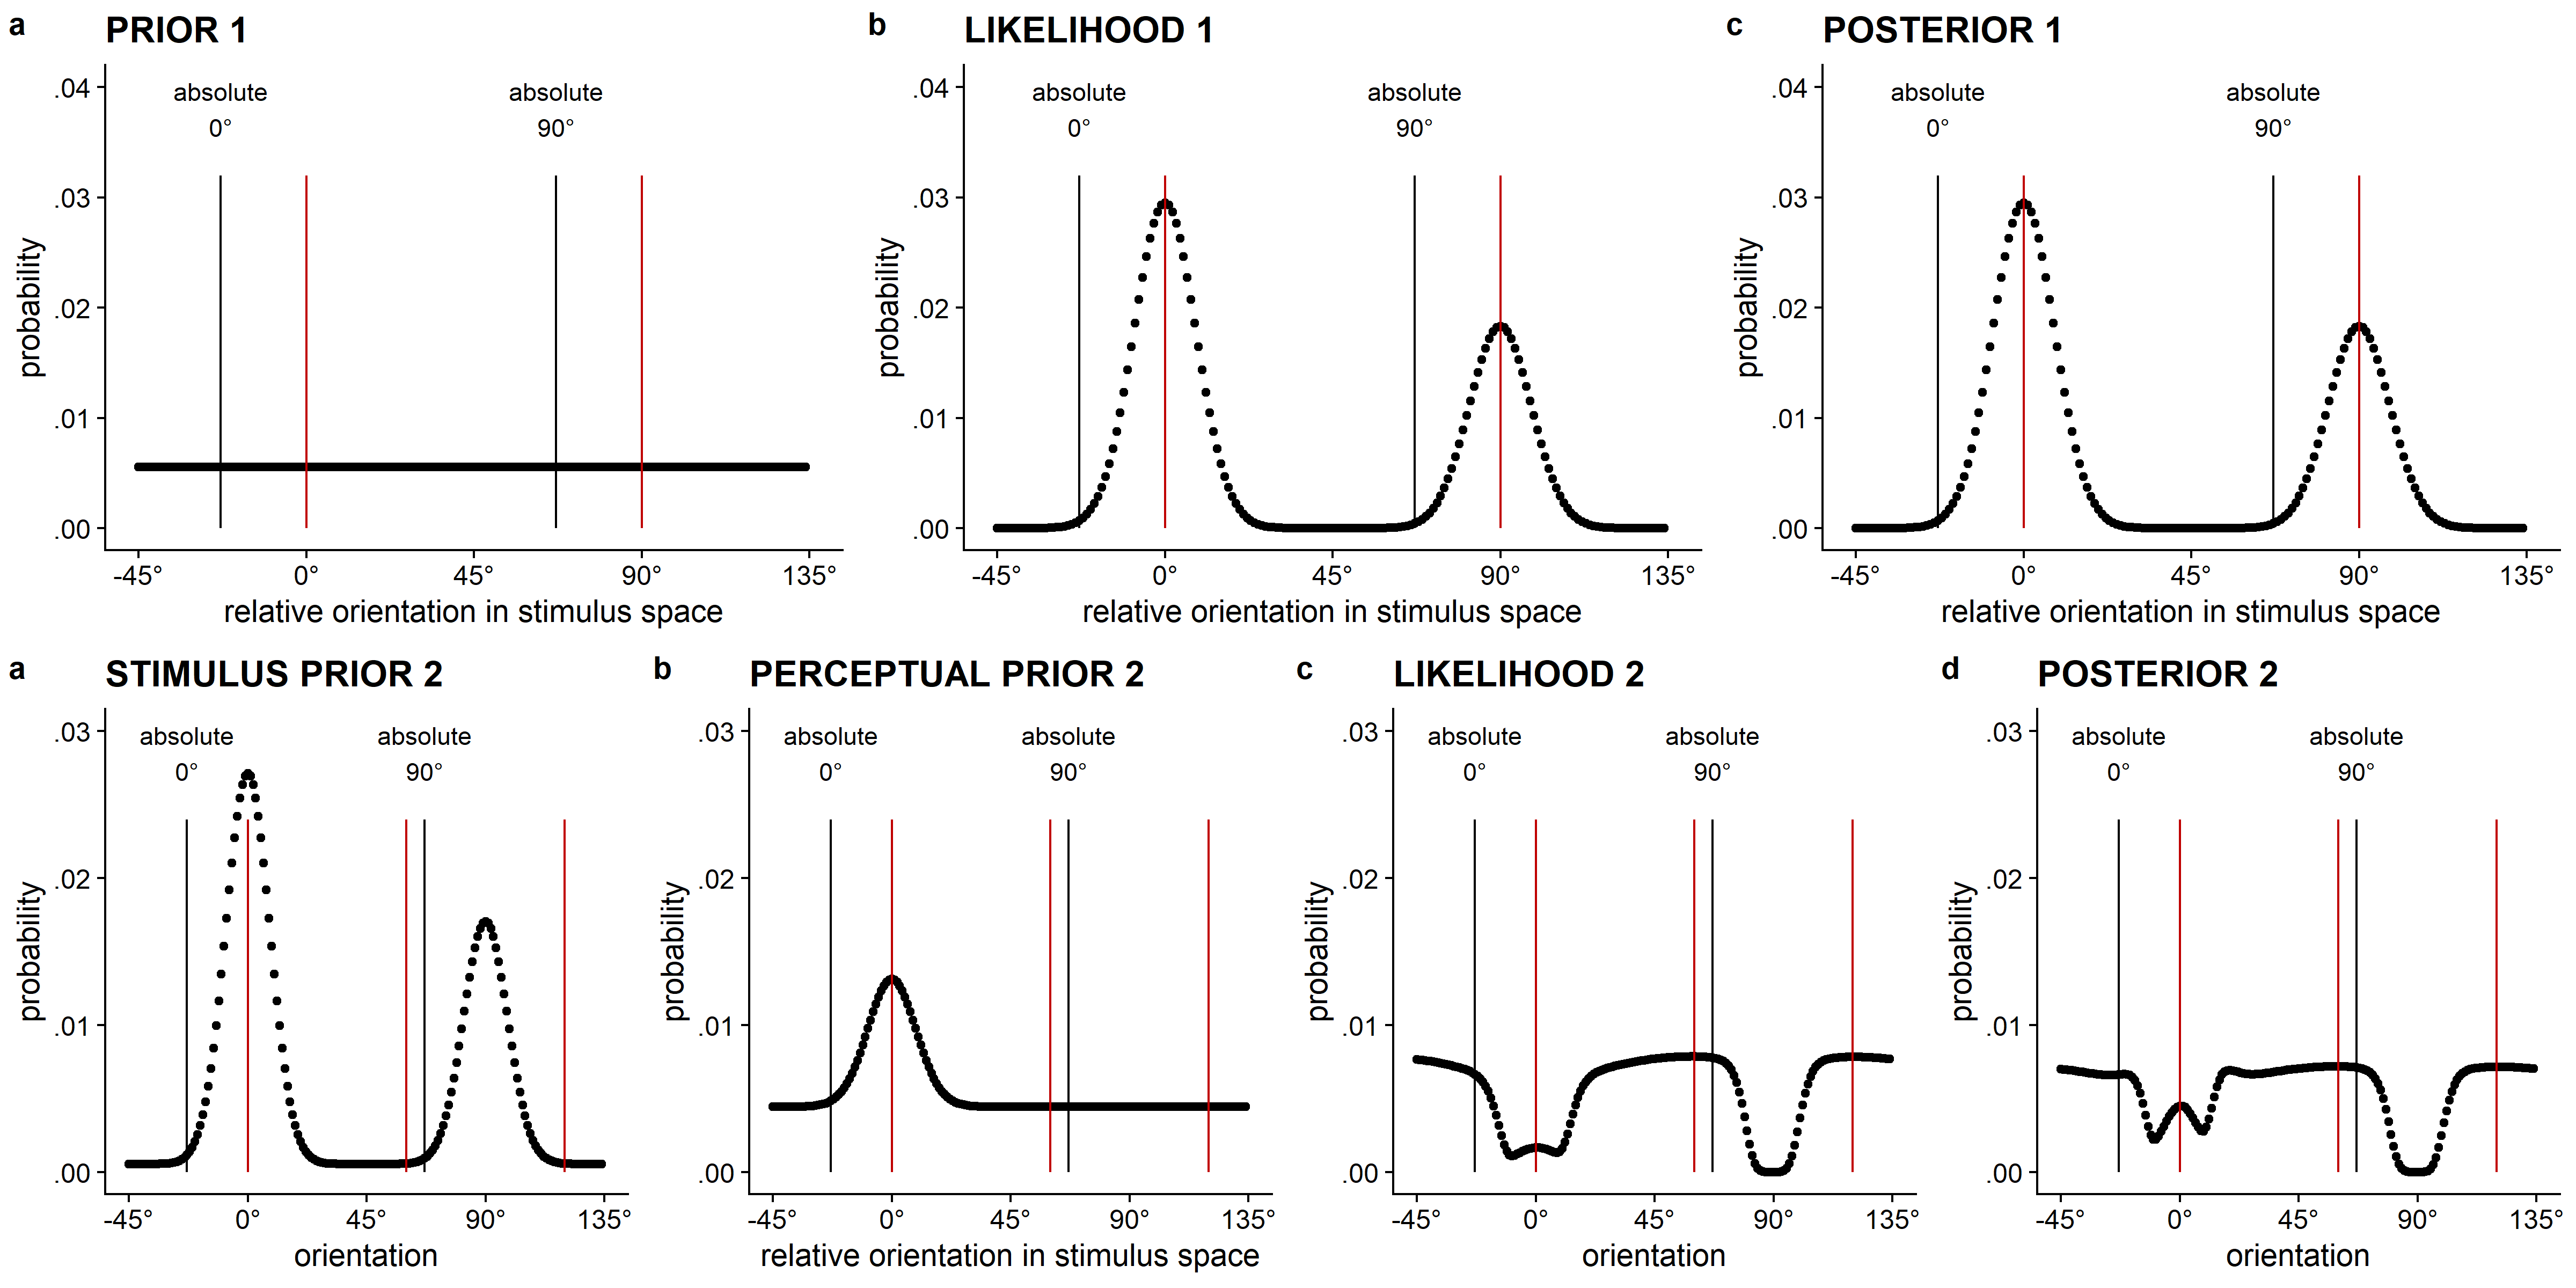 a PRIOR 1
absolute absolute
0° 90°
.04
.03
.02
.01
.00
probability
-45° 0° 45° 90° 135°
relative orientation in stimulus space
b LIKELIHOOD 1
absolute absolute
0° 90°
.04
.03
.02
.01
.00
probability
-45° 0° 45° 90° 135°
relative orientation in stimulus space
c POSTERIOR 1
absolute absolute
0° 90°
.04
.03
.02
.01
.00
probability
-45° 0° 45° 90° 135°
relative orientation in stimulus space
a STIMULUS PRIOR 2
absolute absolute
0° 90°
.03
.02
.01
.00
probability
-45° 0° 45° 90° 135°
orientation
b PERCEPTUAL PRIOR 2
absolute absolute
0° 90°
.03
.02
.01
.00
probability
-45° 0° 45° 90° 135°
relative orientation in stimulus space
c LIKELIHOOD 2
absolute absolute
0° 90°
.03
.02
.01
.00
probability
-45° 0° 45° 90° 135°
orientation
d POSTERIOR 2
absolute absolute
0° 90°
.03
.02
.01
.00
probability
-45° 0° 45° 90° 135°
orientation